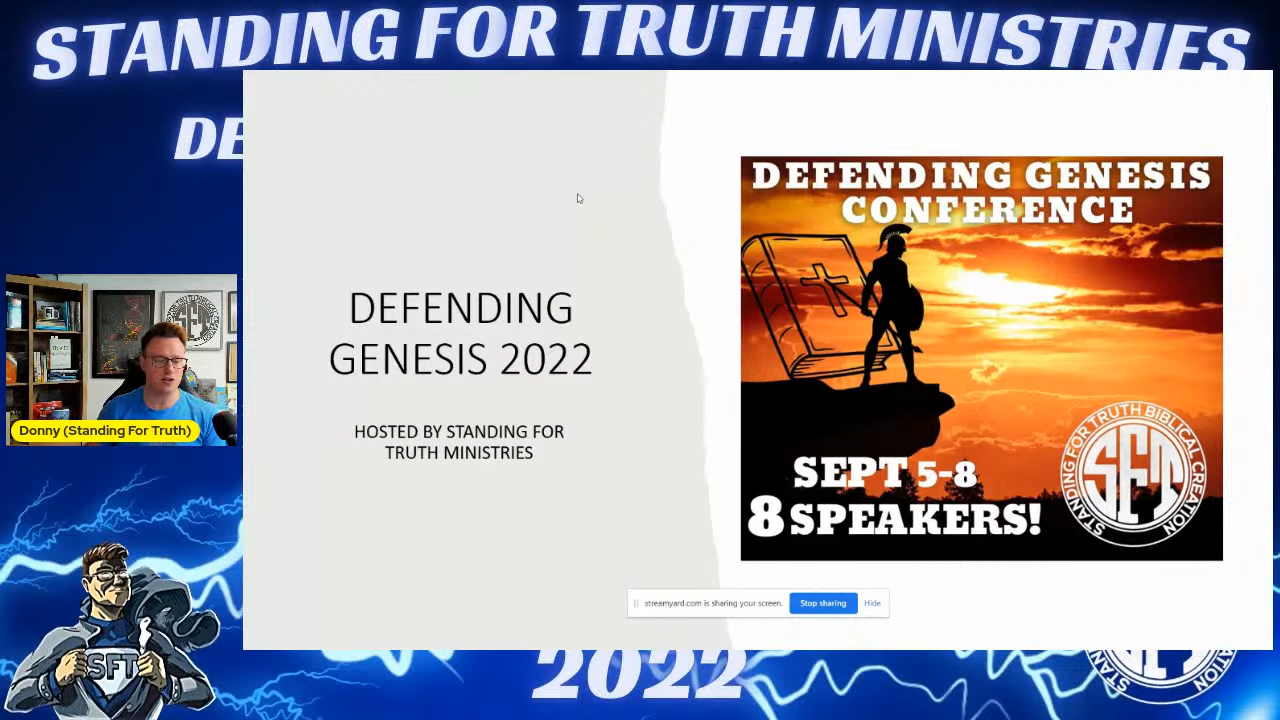 STANDING FOR TRUTH MINISTRIES
DE
DEFENDING
GENESIS 2022
HOSTED BY STANDING FOR
TRUTH MINISTRIES
DEFENDING GENESIS
CONFERENCE
SEPT 5-8
8 SPEAKERS!
STANDING FOR TRUTH BIBLICAL CREATION
SFT
SFT
Donny (Standing For Truth)
streamyard.com is sharing your screen. Stop sharing Hide
SFT
2022